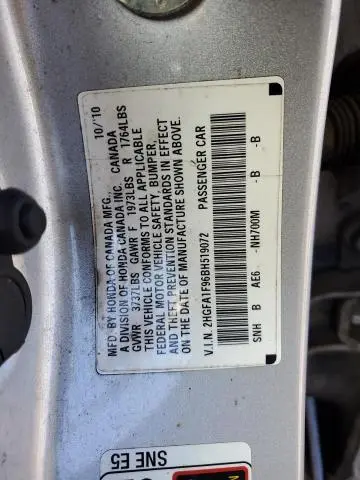 MFD. BY HONDA OF CANADA MFG., 10/'10
A DIVISION OF HONDA CANADA INC. CANADA
GVWR 3737LBS GAWR F 1973LBS R 1764LBS
THIS VEHICLE CONFORMS TO ALL APPLICABLE
FEDERAL MOTOR VEHICLE SAFETY, BUMPER,
AND THEFT PREVENTION STANDARDS IN EFFECT
ON THE DATE OF MANUFACTURE SHOWN ABOVE.
V.I.N. 2HGFA1F96BH519072 PASSENGER CAR
SNH B AE6 -NH700M -B -B
SNE E5